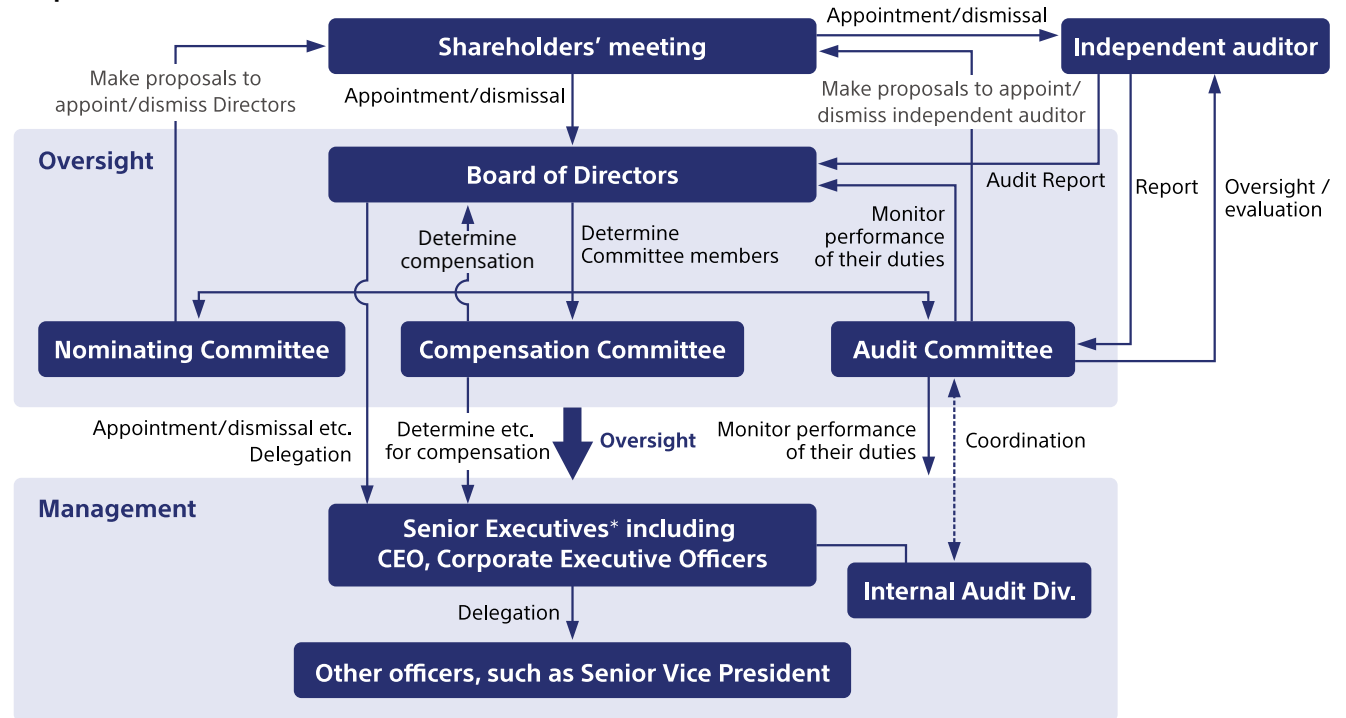 Appointment/dismissal
Shareholders' meeting
Independent auditor
Make proposals to
appoint/dismiss Directors
Appointment/dismissal
Make proposals to appoint/
dismiss independent auditor
Oversight
Board of Directors
Audit Report
Report
Oversight /
evaluation
Determine
compensation
Determine
Committee members
Monitor
performance
of their duties
Nominating Committee
Compensation Committee
Audit Committee
Appointment/dismissal etc.
Delegation
Determine etc.
for compensation
Oversight
Monitor performance
of their duties
Coordination
Management
Senior Executives* including
CEO, Corporate Executive Officers
Internal Audit Div.
Delegation
Other officers, such as Senior Vice President